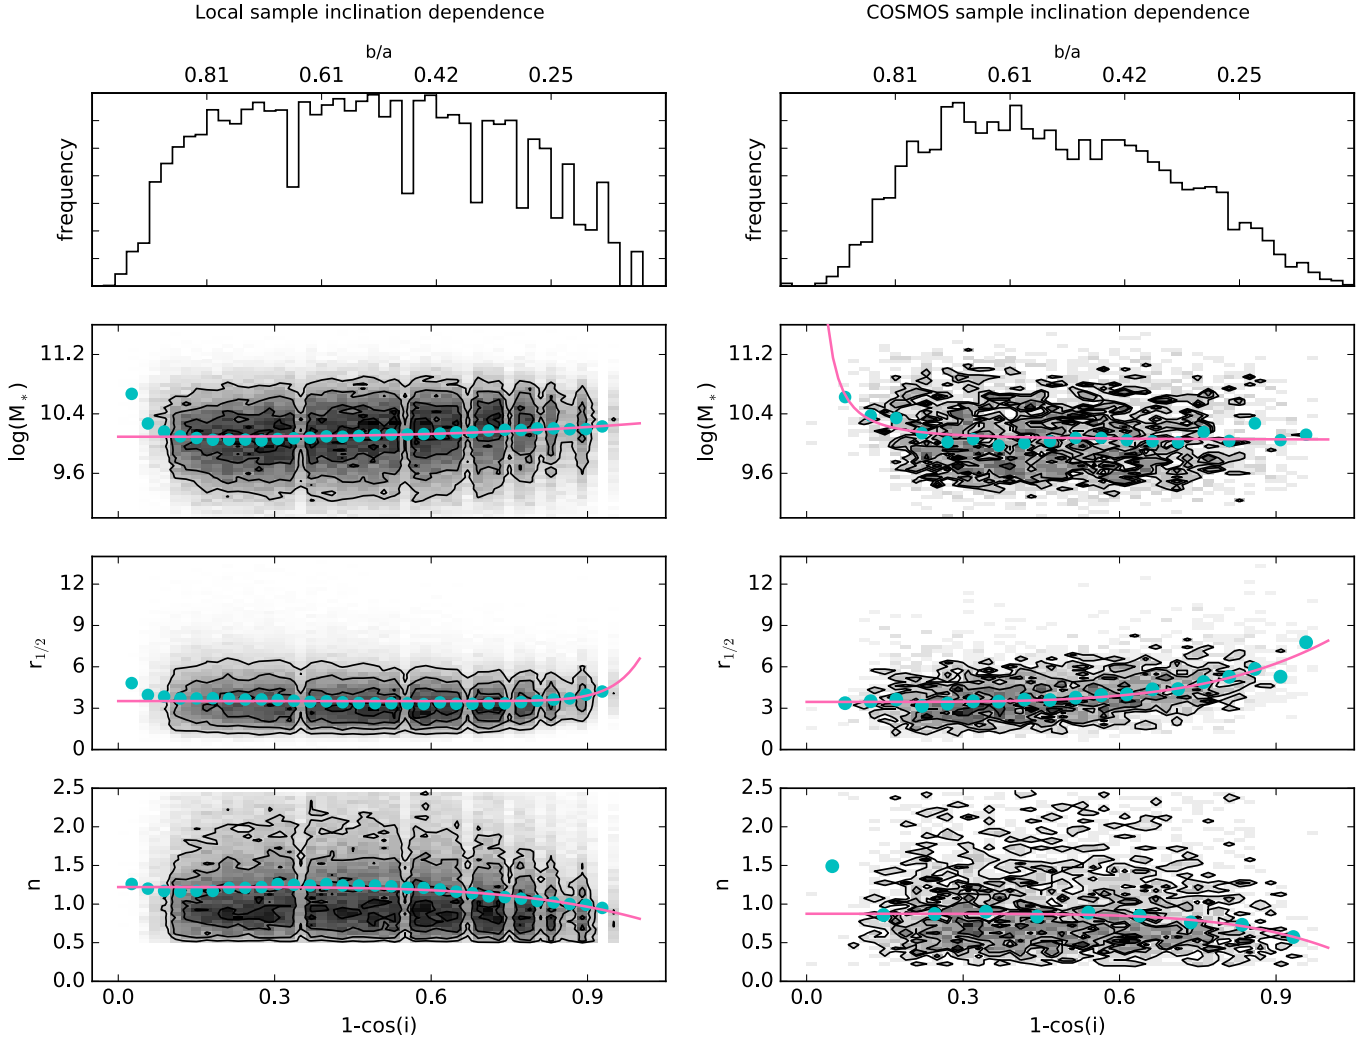 Local sample inclination dependence
COSMOS sample inclination dependence
b/a
0.81 0.61 0.42 0.25
b/a
0.81 0.61 0.42 0.25
frequency
frequency
11.2
10.4
9.6
log(M*)
11.2
10.4
9.6
log(M*)
12
9
6
3
0
r1/2
12
9
6
3
0
r1/2
2.5
2.0
1.5
1.0
0.5
0.0
n
2.5
2.0
1.5
1.0
0.5
0.0
n
0.0 0.3 0.6 0.9
0.0 0.3 0.6 0.9
1-cos(i)
1-cos(i)